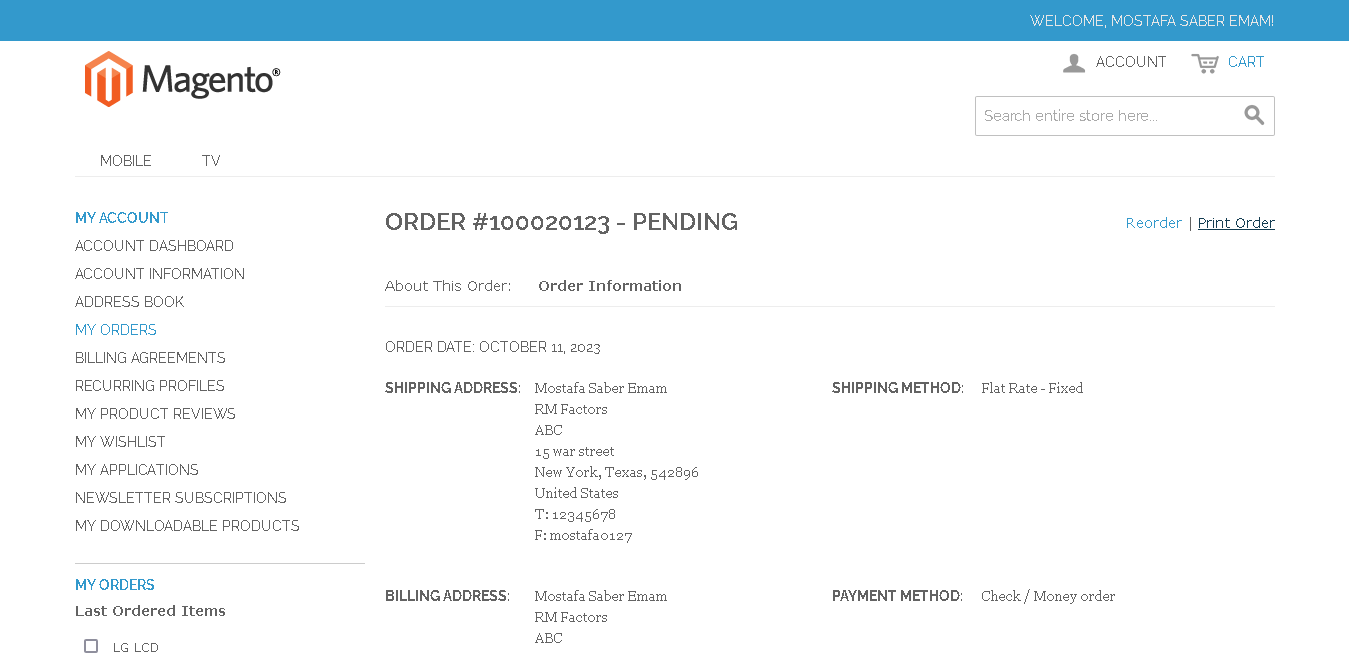 WELCOME, MOSTAFA SABER EMAM!
Magento®
ACCOUNT
CART
Search entire store here...
MOBILE
TV
MY ACCOUNT
ACCOUNT DASHBOARD
ACCOUNT INFORMATION
ADDRESS BOOK
MY ORDERS
BILLING AGREEMENTS
RECURRING PROFILES
MY PRODUCT REVIEWS
MY WISHLIST
MY APPLICATIONS
NEWSLETTER SUBSCRIPTIONS
MY DOWNLOADABLE PRODUCTS
MY ORDERS
Last Ordered Items
LG LCD
ORDER #100020123 - PENDING
Reorder | Print Order
About This Order: Order Information
ORDER DATE: OCTOBER 11, 2023
SHIPPING ADDRESS: Mostafa Saber Emam
RM Factors
ABC
15 war street
New York, Texas, 542896
United States
T: 12345678
F: mostafa0127
SHIPPING METHOD: Flat Rate - Fixed
BILLING ADDRESS: Mostafa Saber Emam
RM Factors
ABC
PAYMENT METHOD: Check / Money order